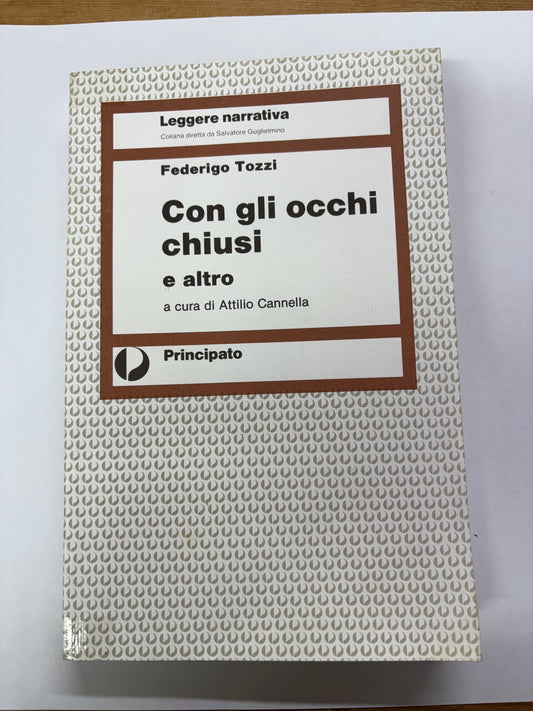 Leggere narrativa
Collana diretta da Salvatore Guglielmino
Federigo Tozzi
Con gli occhi
chiusi
e altro
a cura di Attilio Cannella
Principato